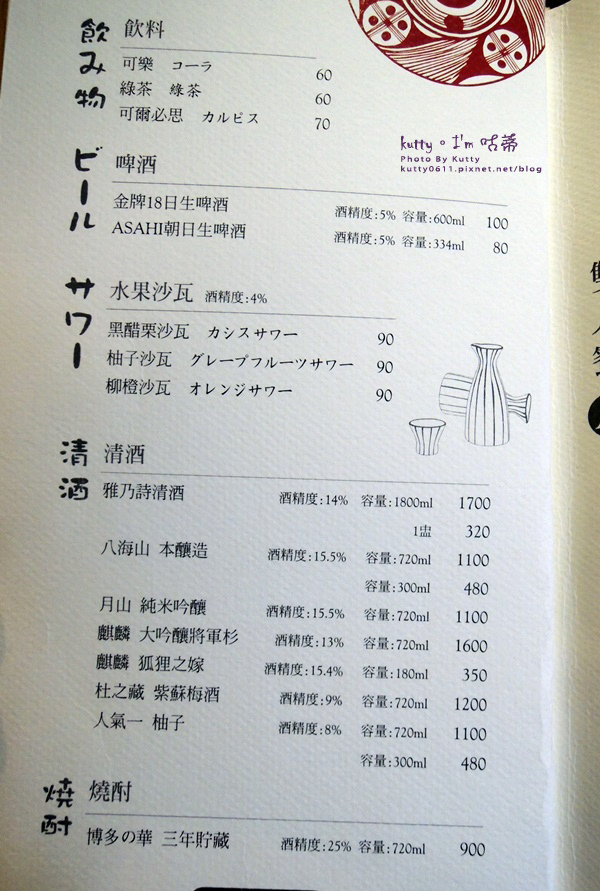 飲み物
飲料
可樂 コーラ 60
綠茶 綠茶 60
可爾必思 カルピス 70
kutty。I'm 咕蒂
Photo By Kutty
kutty0611.pixnet.net/blog
ビール
啤酒
金牌18日生啤酒 酒精度:5% 容量:600ml 100
ASAHI朝日生啤酒 酒精度:5% 容量:334ml 80
サワー
水果沙瓦 酒精度:4%
黑醋栗沙瓦 カシスサワー 90
柚子沙瓦 グレープフルーツサワー 90
柳橙沙瓦 オレンジサワー 90
清酒
清酒
雅乃詩清酒 酒精度:14% 容量:1800ml 1700
1盅 320
八海山 本釀造 酒精度:15.5% 容量:720ml 1100
容量:300ml 480
月山 純米吟釀 酒精度:15.5% 容量:720ml 1100
麒麟 大吟釀將軍杉 酒精度:13% 容量:720ml 1600
麒麟 狐狸之嫁 酒精度:15.4% 容量:180ml 350
杜之藏 紫蘇梅酒 酒精度:9% 容量:720ml 1200
人氣一 柚子 酒精度:8% 容量:720ml 1100
容量:300ml 480
燒酎
燒酎
博多の華 三年貯藏 酒精度:25% 容量:720ml 900